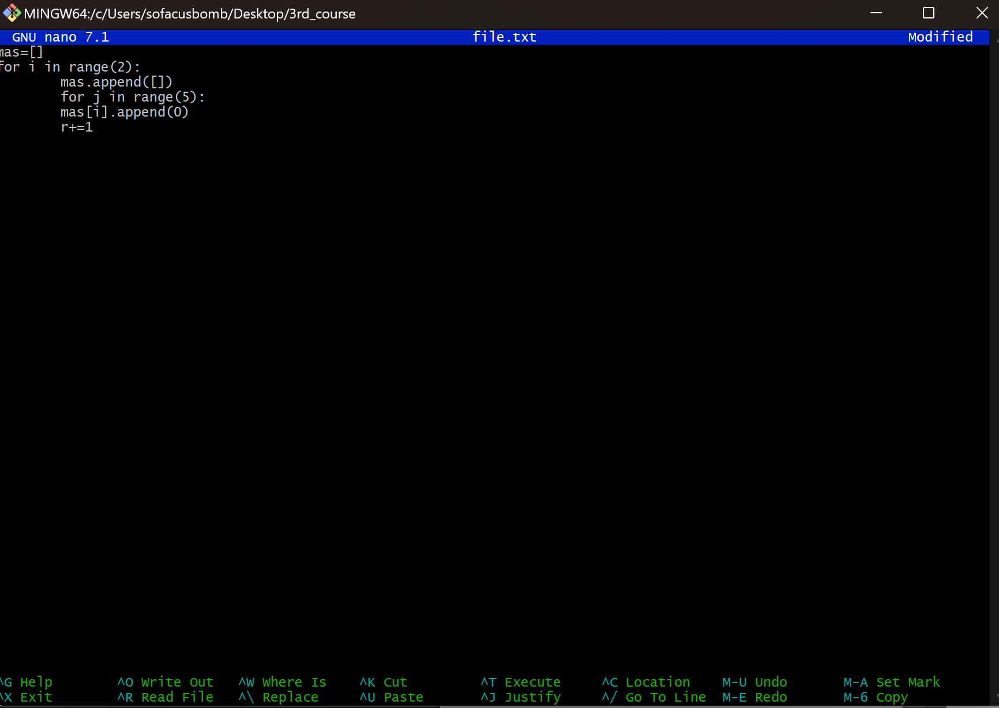 MINGW64:/c/Users/sofacusbomb/Desktop/3rd_course
GNU nano 7.1 file.txt Modified
mas=[]
for i in range(2):
        mas.append([])
        for j in range(5):
        mas[i].append(0)
        r+=1
^G Help ^O Write Out ^W Where Is ^K Cut ^T Execute ^C Location M-U Undo M-A Set Mark
^X Exit ^R Read File ^\ Replace ^U Paste ^J Justify ^/ Go To Line M-E Redo M-6 Copy